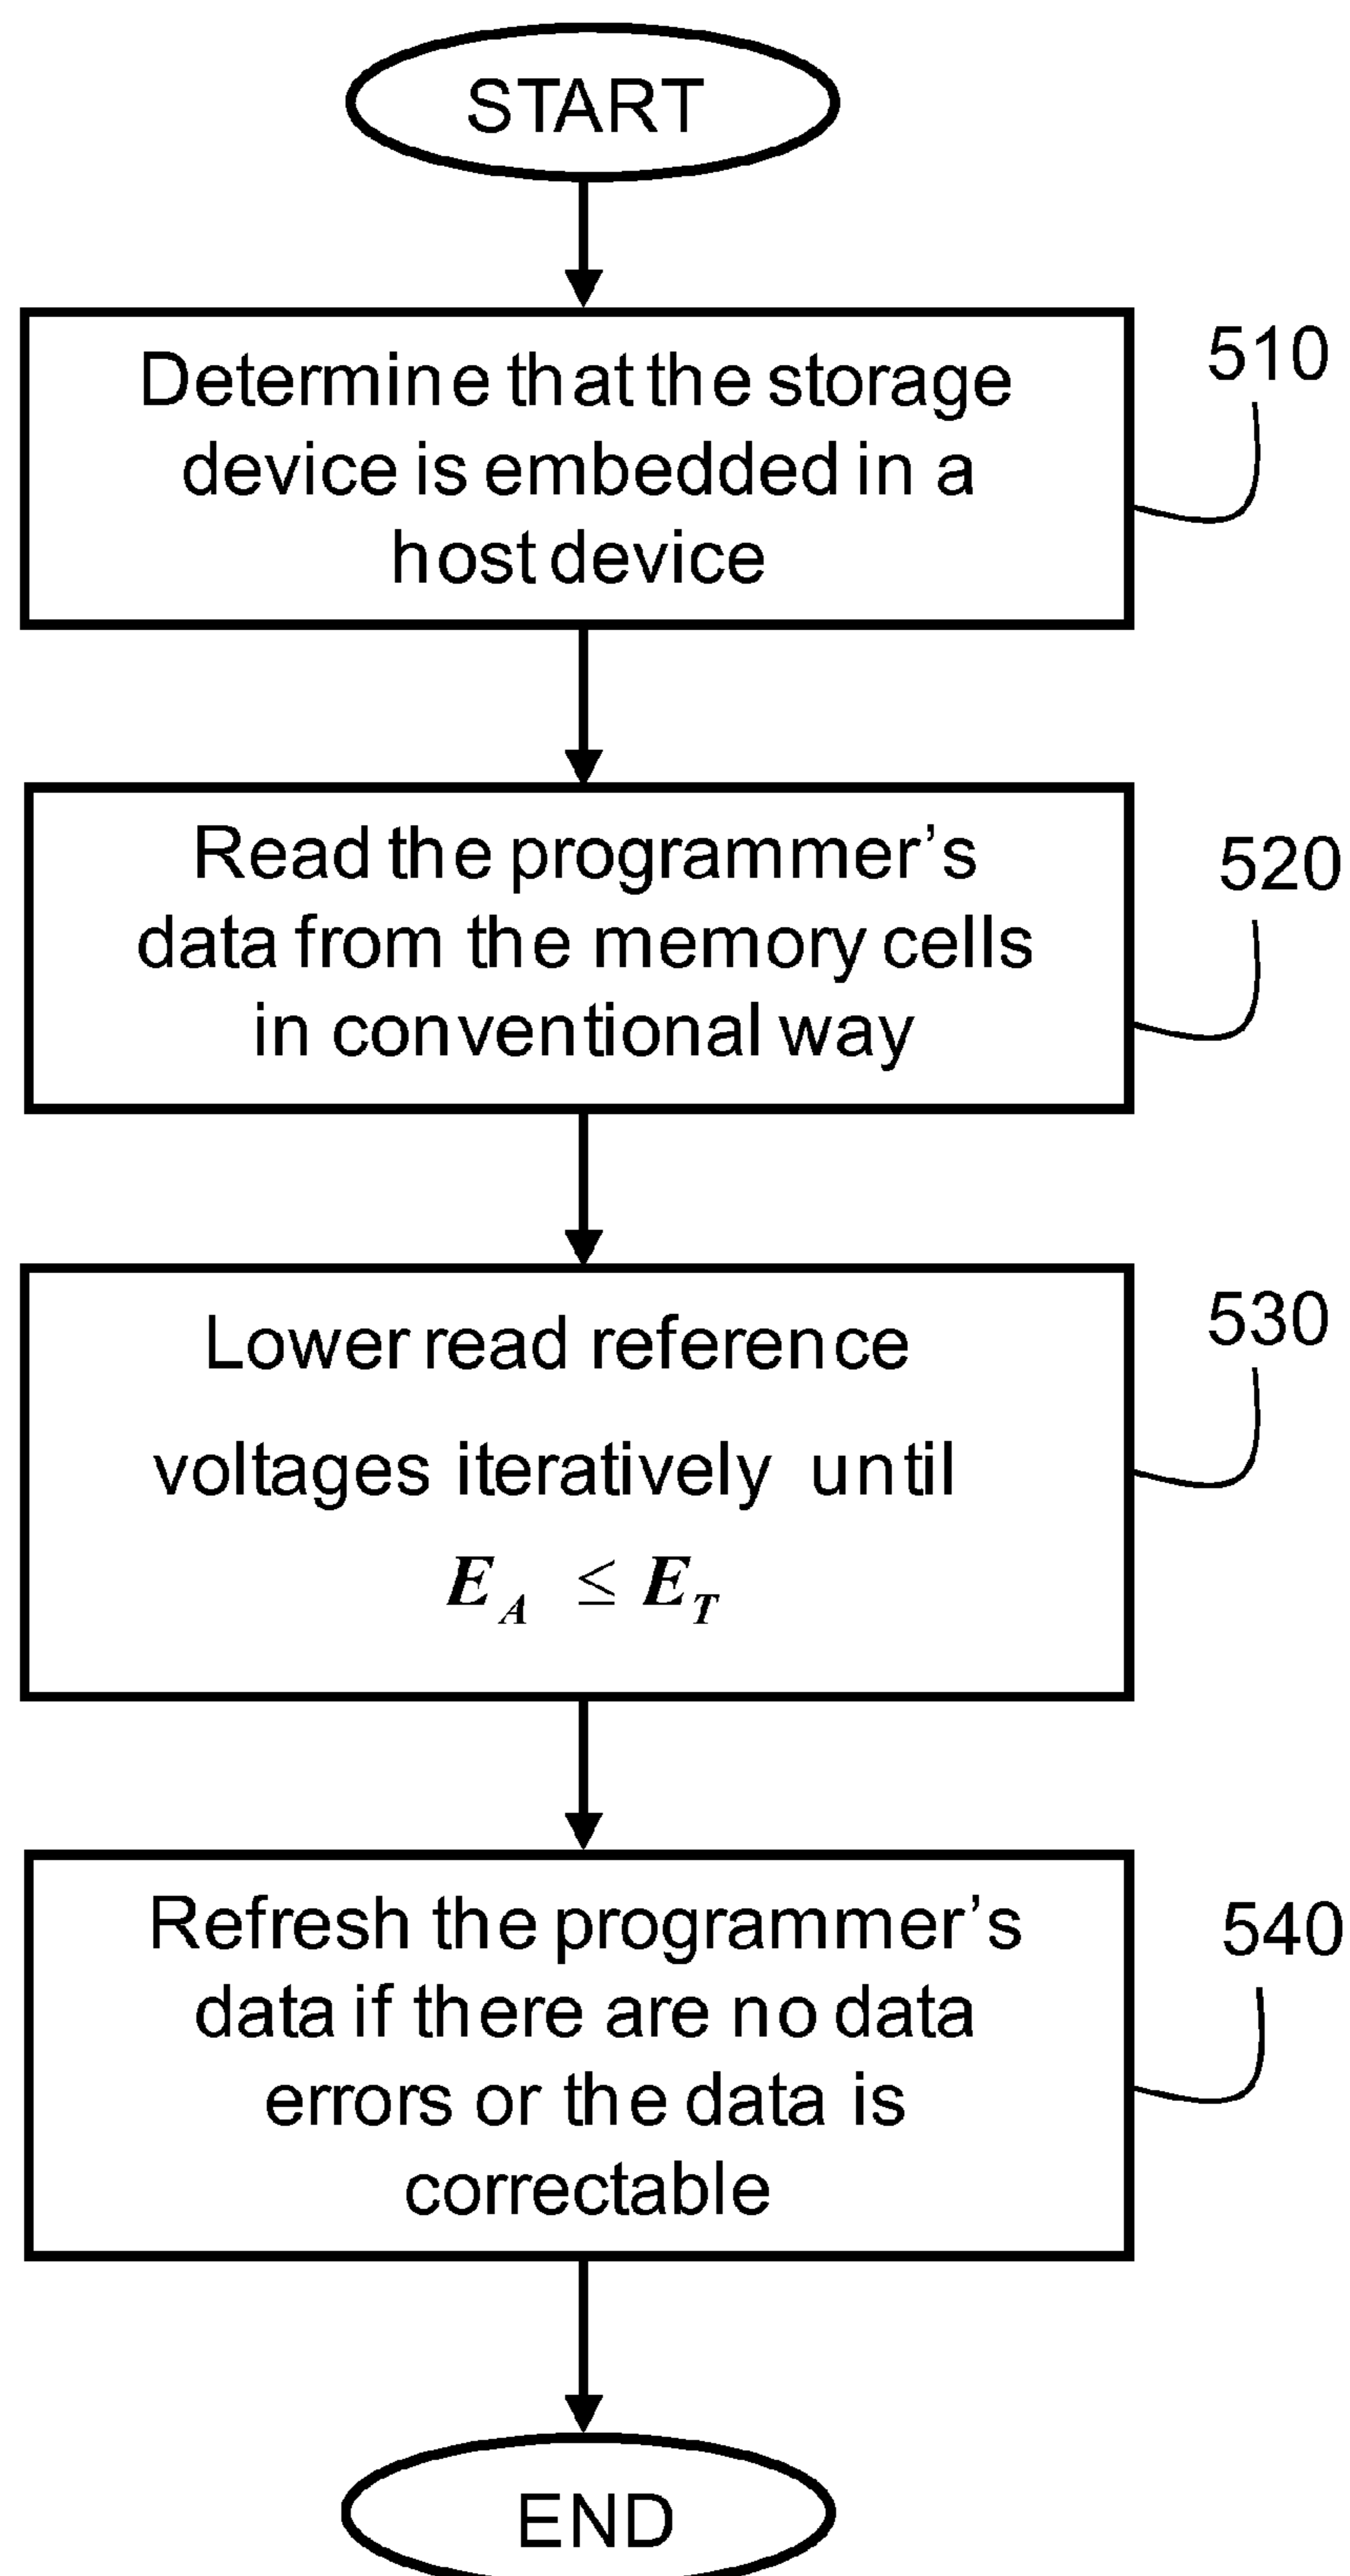 START
Determine that the storage
device is embedded in a
host device
510
Read the programmer’s
data from the memory cells
in conventional way
520
Lower read reference
voltages iteratively until
E_A ≤ E_T
530
Refresh the programmer’s
data if there are no data
errors or the data is
correctable
540
END